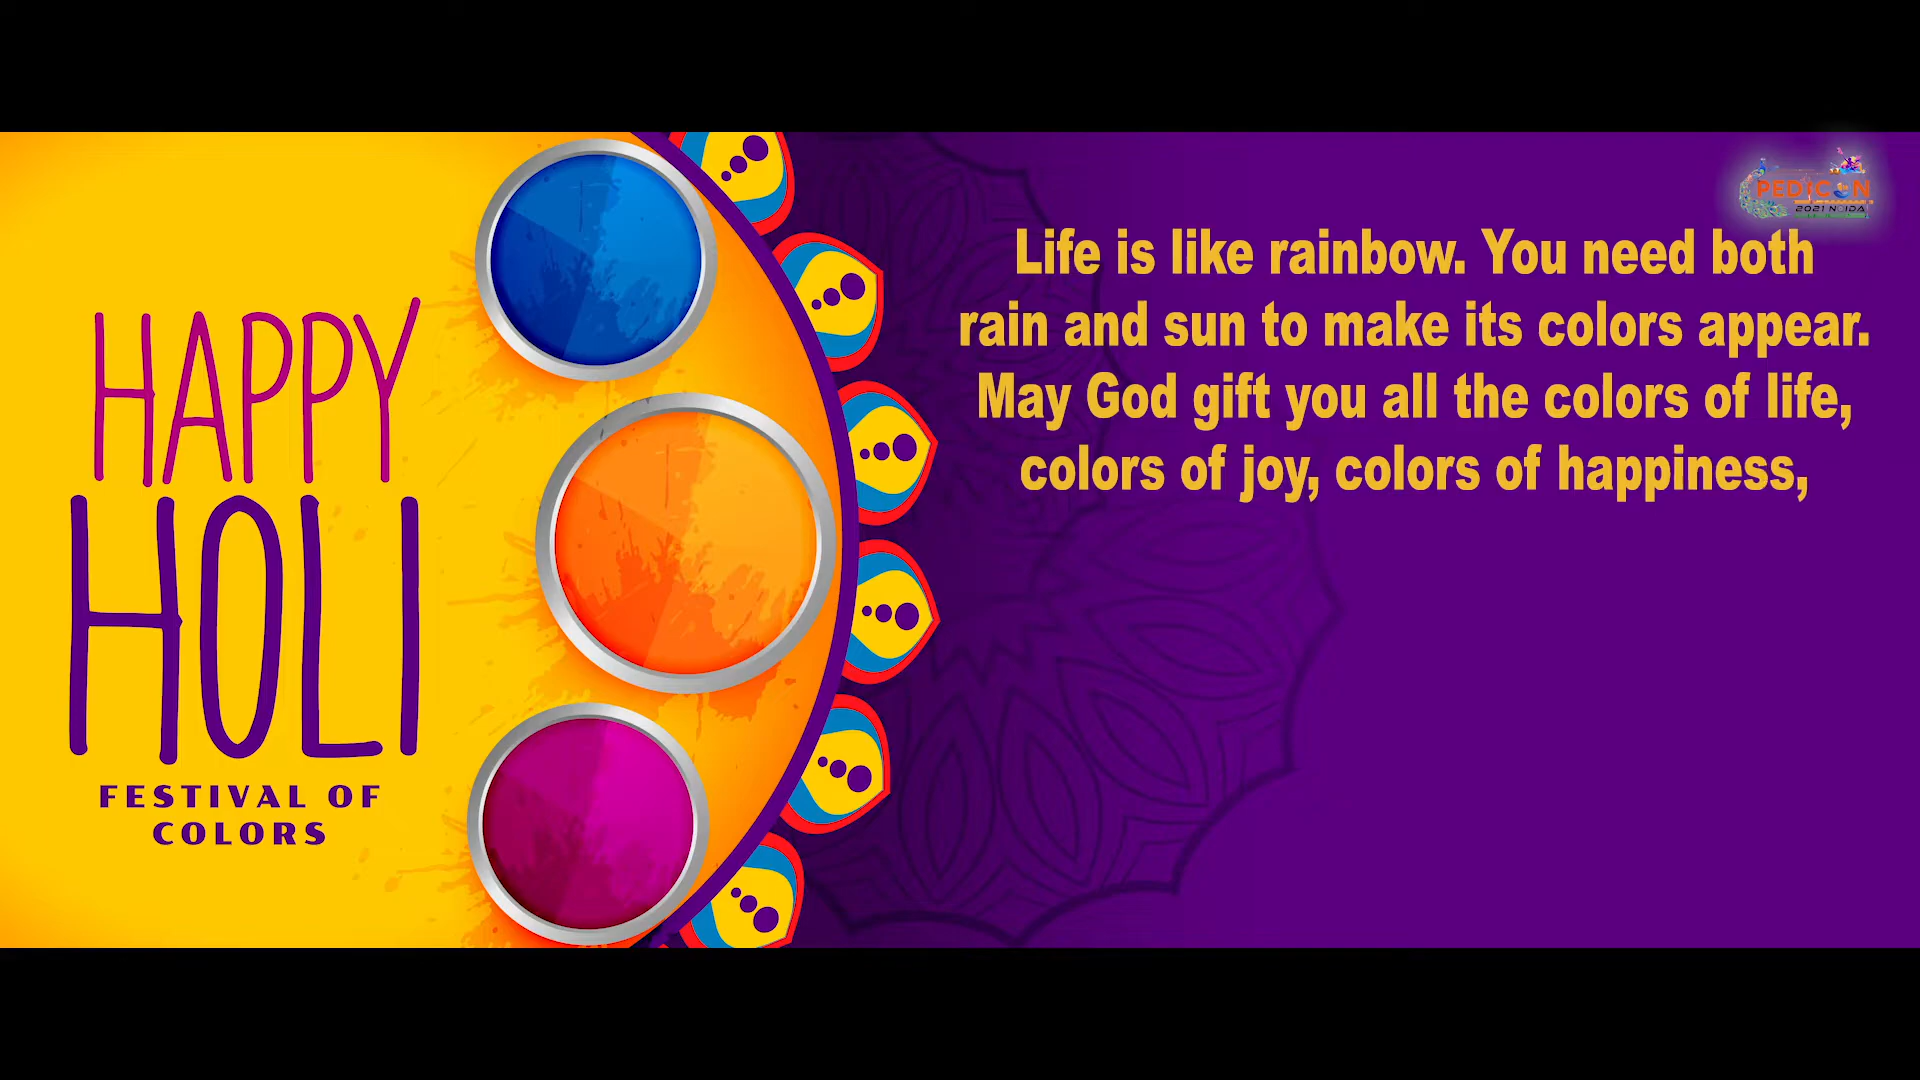 HAPPY
HOLI
FESTIVAL OF
COLORS
PEDICON
2021 NOIDA
Life is like rainbow. You need both
rain and sun to make its colors appear.
May God gift you all the colors of life,
colors of joy, colors of happiness,